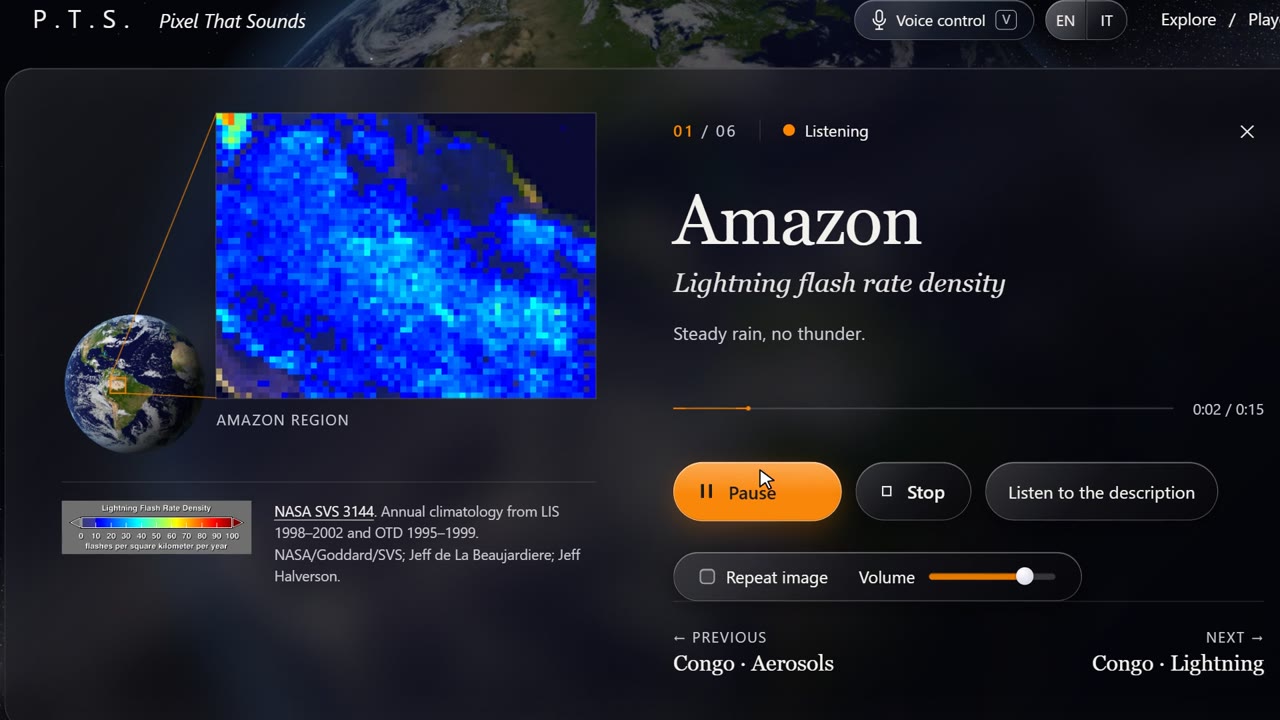 P.T.S. Pixel That Sounds
Voice control V
EN IT
Explore / Play
01 / 06 Listening
Amazon
Lightning flash rate density
Steady rain, no thunder.
0:02 / 0:15
AMAZON REGION
Pause
Stop
Listen to the description
Lightning Flash Rate Density
0 10 20 30 40 50 60 70 80 90 100
flashes per square kilometer per year
NASA SVS 3144. Annual climatology from LIS
1998–2002 and OTD 1995–1999.
NASA/Goddard/SVS; Jeff de La Beaujardiere; Jeff
Halverson.
Repeat image Volume
← PREVIOUS
Congo · Aerosols
NEXT →
Congo · Lightning